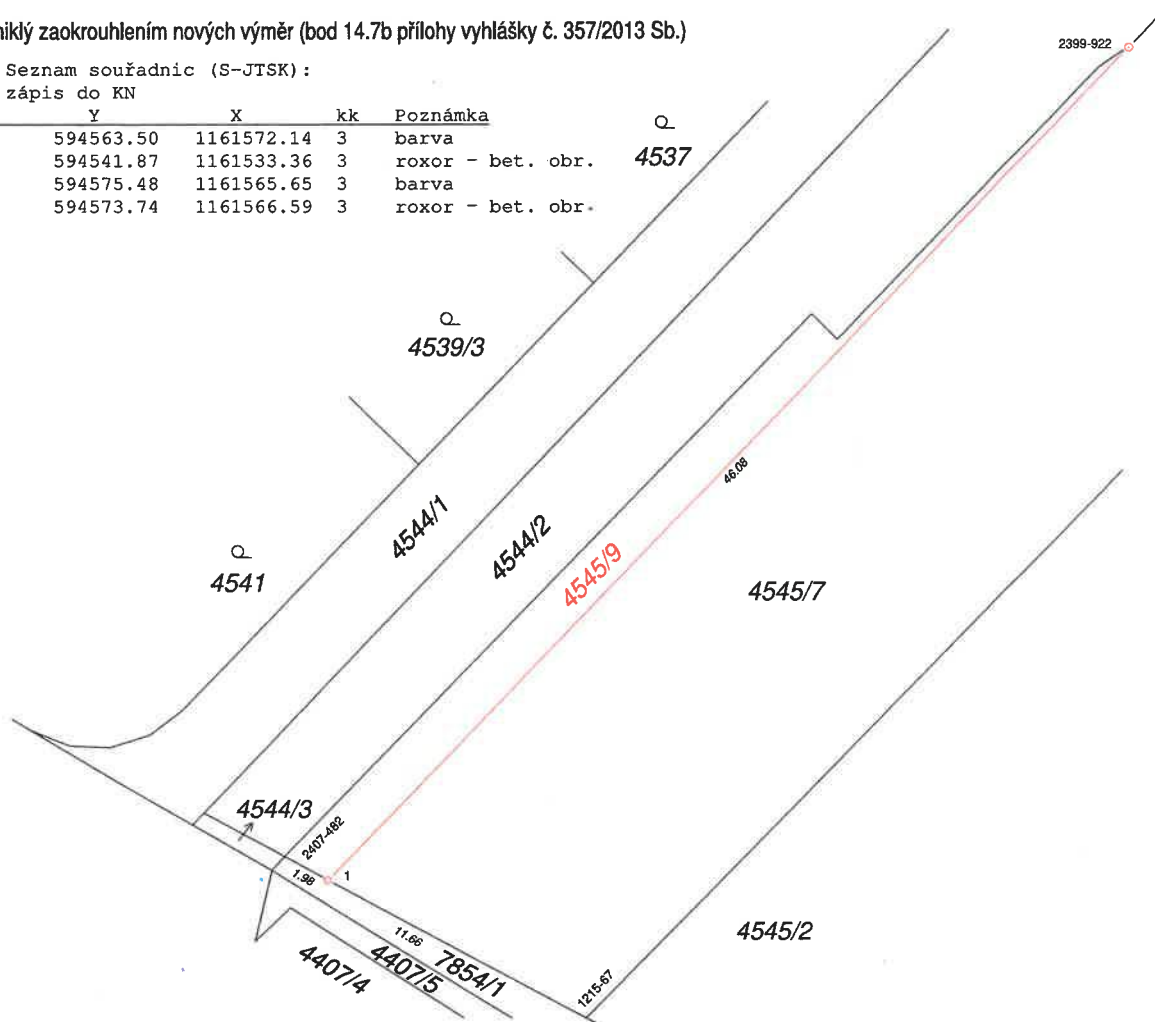 niklý zaokrouhlením nových výměr (bod 14.7b přílohy vyhlášky č. 357/2013 Sb.)
Seznam souřadnic (S-JTSK):
zápis do KN
Y X kk Poznámka
594563.50 1161572.14 3 barva
594541.87 1161533.36 3 roxor - bet. obr.
594575.48 1161565.65 3 barva
594573.74 1161566.59 3 roxor - bet. obr.
2399-922
4537
4539/3
46.08
4544/1
4544/2
4545/9
4541
4545/7
4544/3
2407-482
1.98
1
11.66
4545/2
4407/4
4407/5
7854/1
1215-67